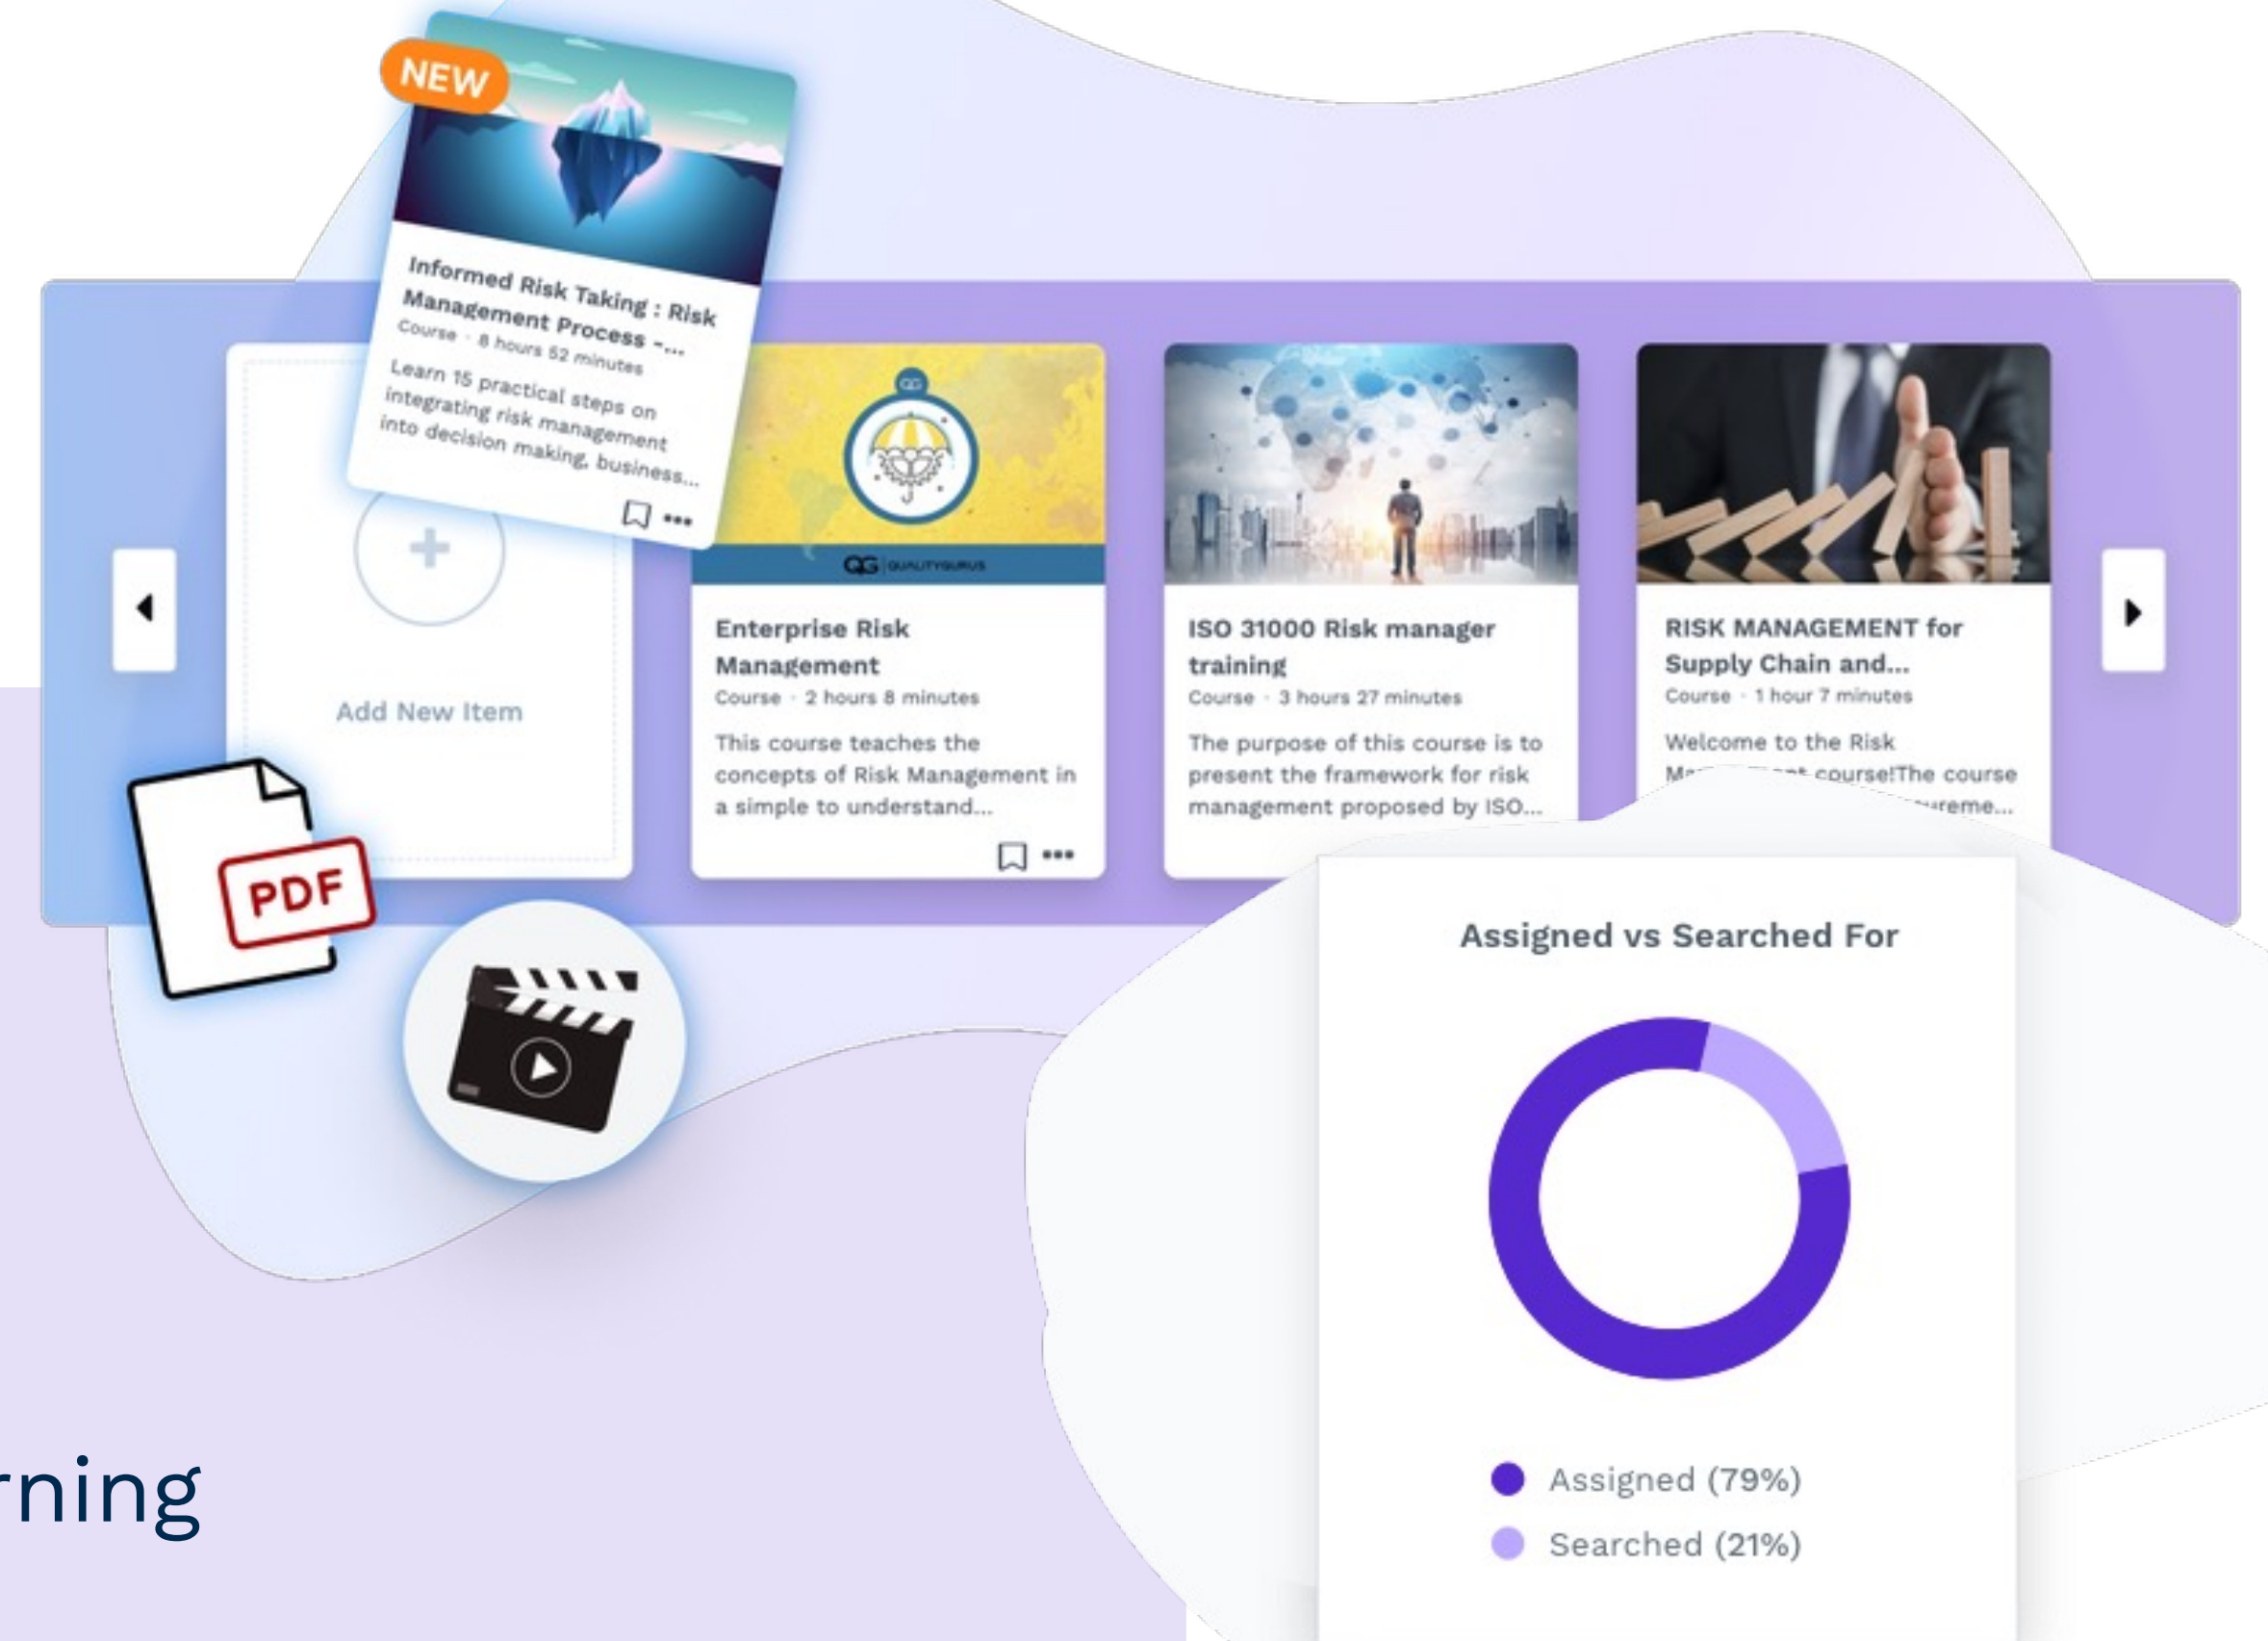 NEW
Informed Risk Taking : Risk
Management Process -...
Course · 8 hours 52 minutes
Learn 15 practical steps on
integrating risk management
into decision making, business...
Add New Item
PDF
QG
QG QUALITYGURUS
Enterprise Risk
Management
Course · 2 hours 8 minutes
This course teaches the
concepts of Risk Management in
a simple to understand...
ISO 31000 Risk manager
training
Course · 3 hours 27 minutes
The purpose of this course is to
present the framework for risk
management proposed by ISO...
RISK MANAGEMENT for
Supply Chain and...
Course · 1 hour 7 minutes
Welcome to the Risk
course!The course
Assigned vs Searched For
Assigned (79%)
Searched (21%)
rning